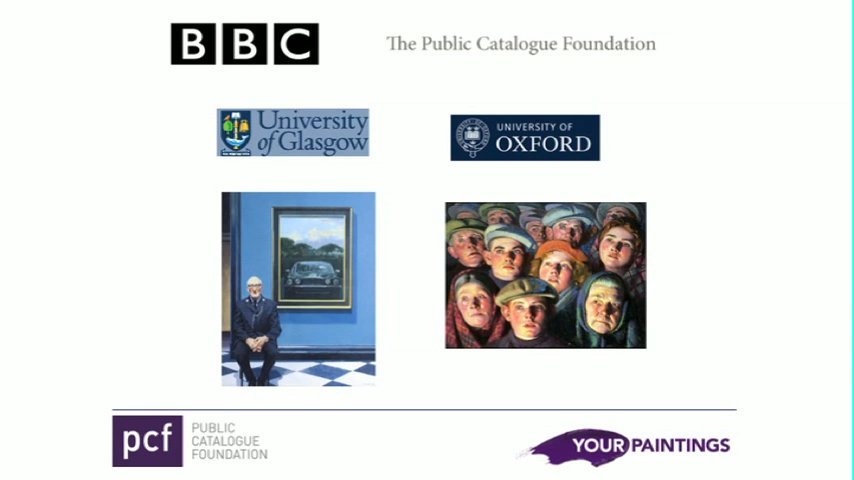 BBC
The Public Catalogue Foundation
University
of Glasgow
UNIVERSITY OF
OXFORD
pcf
PUBLIC
CATALOGUE
FOUNDATION
YOUR PAINTINGS